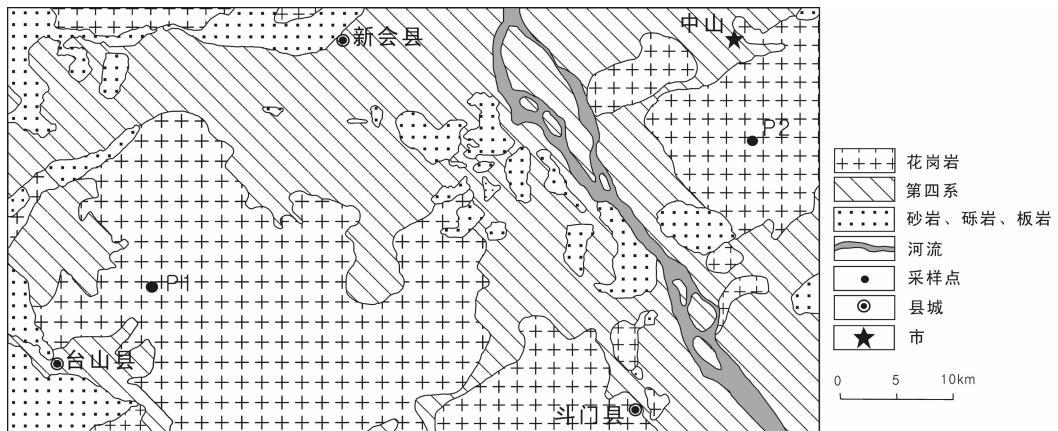 新会县
中山
P2
P1
台山县
斗门县
花岗岩
第四系
砂岩、砾岩、板岩
河流
采样点
县城
市
0 5 10km